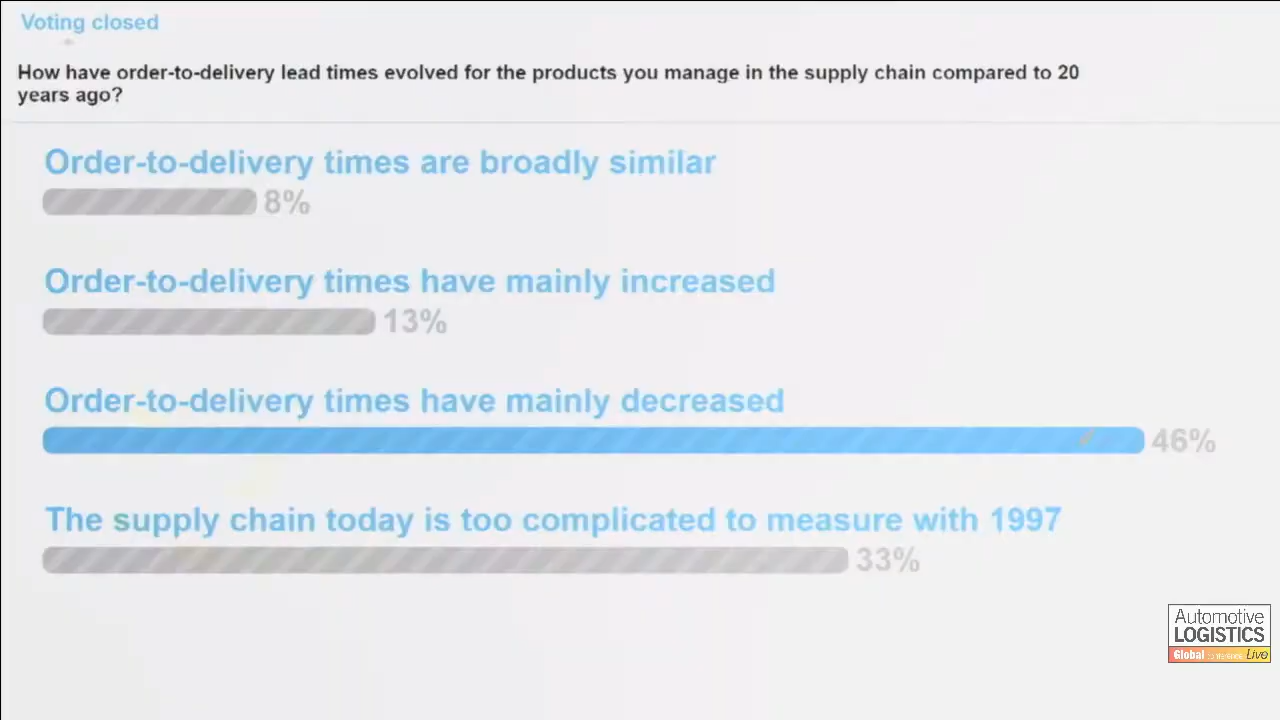 Voting closed
How have order-to-delivery lead times evolved for the products you manage in the supply chain compared to 20
years ago?
Order-to-delivery times are broadly similar
8%
Order-to-delivery times have mainly increased
13%
Order-to-delivery times have mainly decreased
46%
The supply chain today is too complicated to measure with 1997
33%
Automotive
LOGISTICS
Global Live